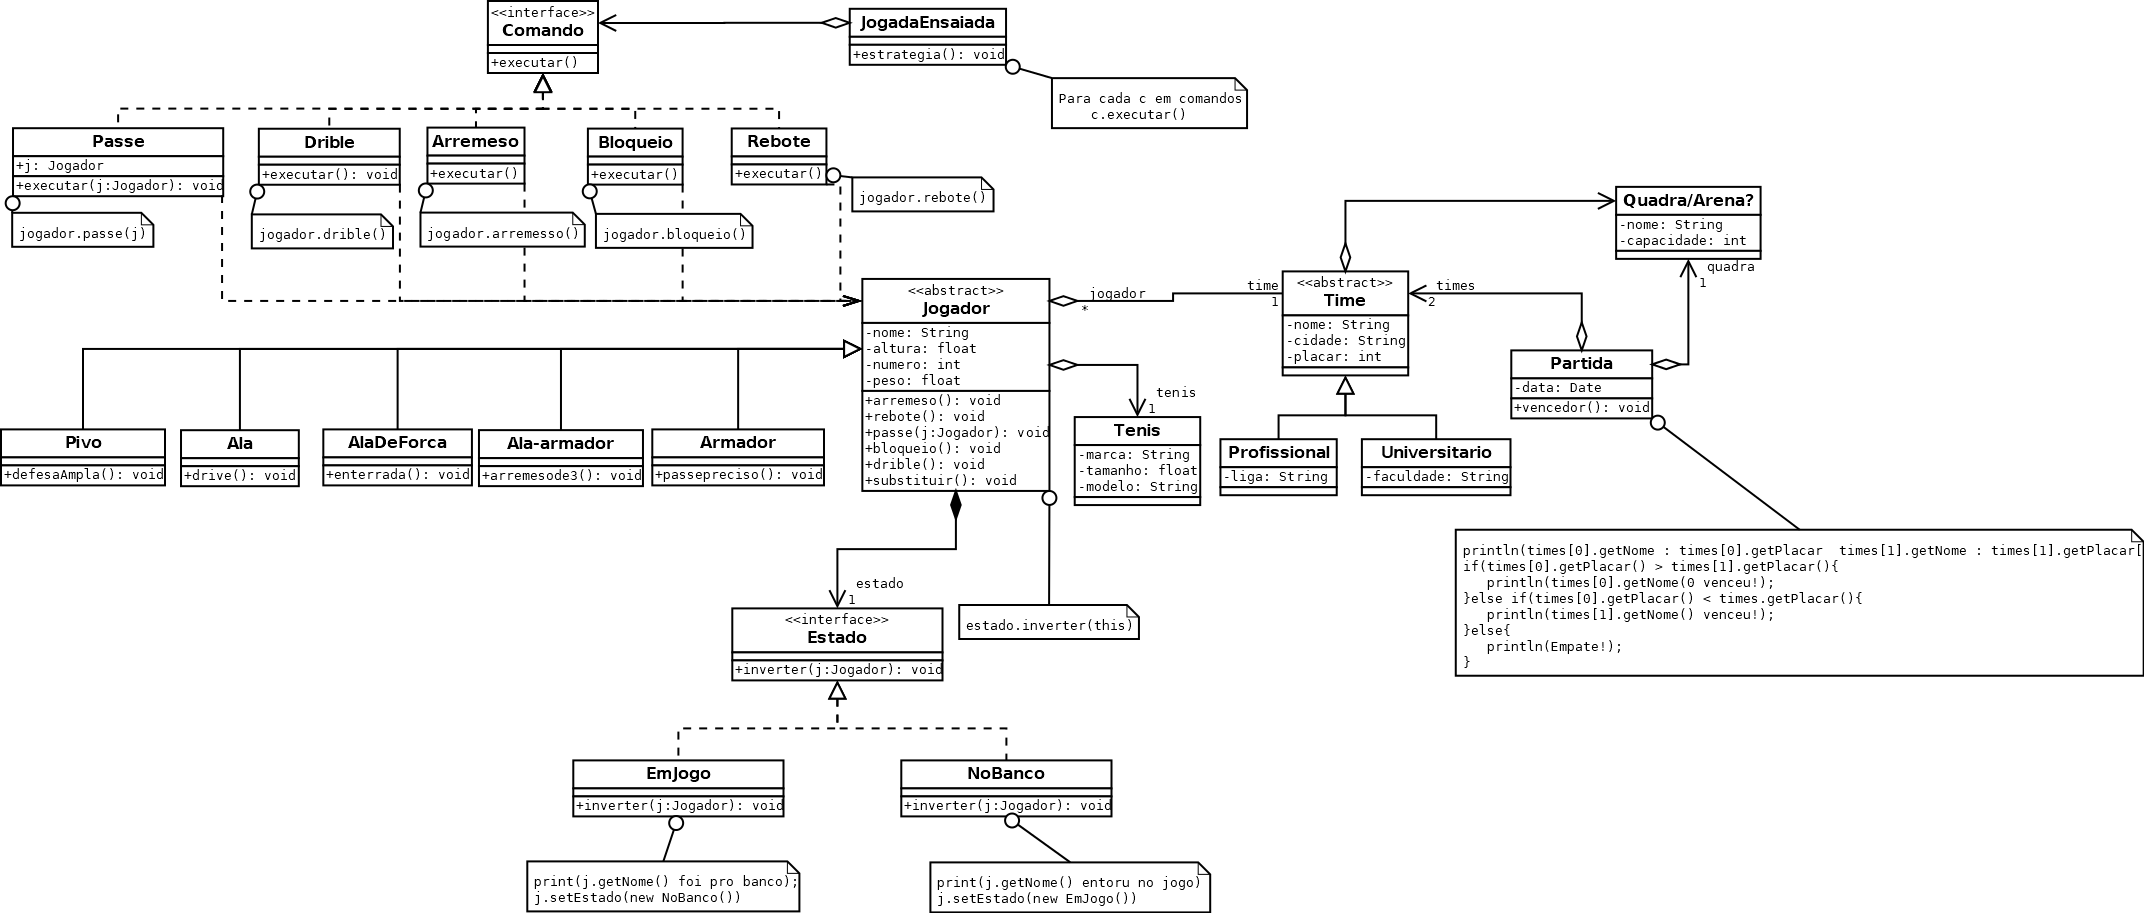 <<interface>>
Comando
+executar()
JogadaEnsaiada
+estrategia(): void
Para cada c em comandos
c.executar()
Passe
+j: Jogador
+executar(j:Jogador): void
jogador.passe(j)
Drible
+executar(): void
jogador.drible()
Arremeso
+executar()
jogador.arremesso()
Bloqueio
+executar()
jogador.bloqueio()
Rebote
+executar()
jogador.rebote()
Quadra/Arena?
-nome: String
-capacidade: int
quadra
1
<<abstract>>
Jogador
-nome: String
-altura: float
-numero: int
-peso: float
+arremeso(): void
+rebote(): void
+passe(j:Jogador): void
+bloqueio(): void
+drible(): void
+substituir(): void
jogador
*
time
1
<<abstract>>
Time
-nome: String
-cidade: String
-placar: int
times
2
Partida
-data: Date
+vencedor(): void
tenis
1
Tenis
-marca: String
-tamanho: float
-modelo: String
Profissional
-liga: String
Universitario
-faculdade: String
Pivo
+defesaAmpla(): void
Ala
+drive(): void
AlaDeForca
+enterrada(): void
Ala-armador
+arremesode3(): void
Armador
+passepreciso(): void
println(times[0].getNome : times[0].getPlacar  times[1].getNome : times[1].getPlacar[
if(times[0].getPlacar() > times[1].getPlacar(){
println(times[0].getNome(0 venceu!);
}else if(times[0].getPlacar() < times.getPlacar(){
println(times[1].getNome() venceu!);
}else{
println(Empate!);
}
estado
1
<<interface>>
Estado
+inverter(j:Jogador): void
estado.inverter(this)
EmJogo
+inverter(j:Jogador): void
print(j.getNome() foi pro banco);
j.setEstado(new NoBanco())
NoBanco
+inverter(j:Jogador): void
print(j.getNome() entoru no jogo)
j.setEstado(new EmJogo())